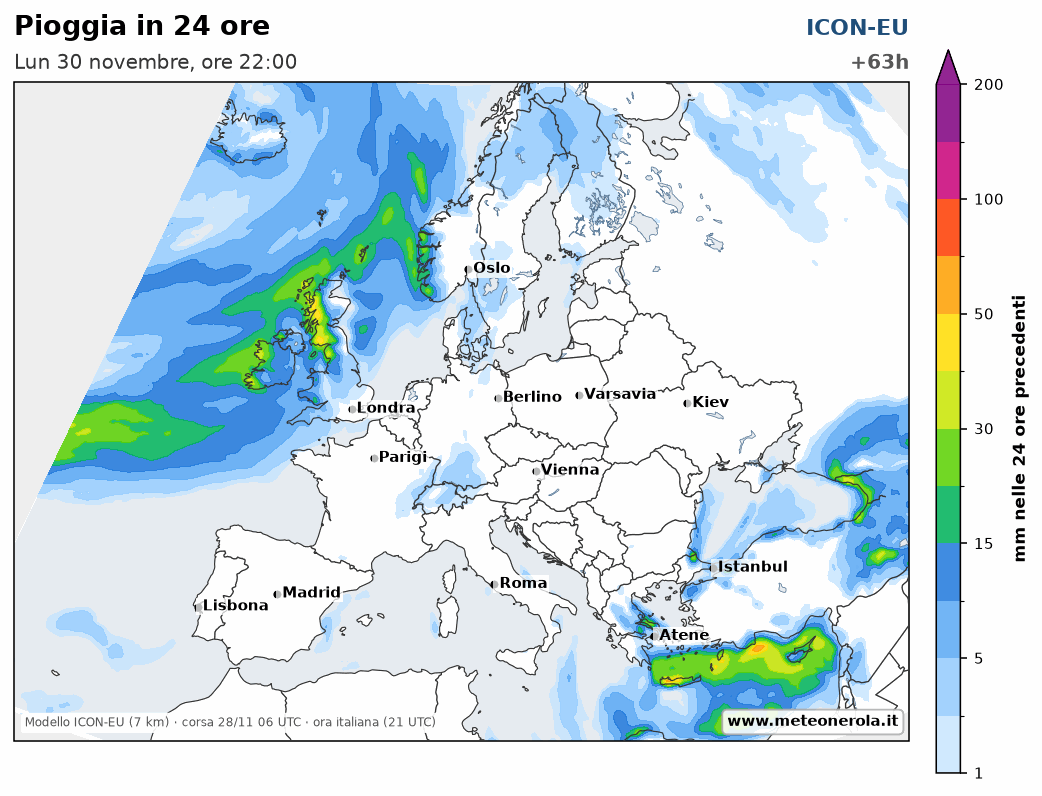 Pioggia in 24 ore
ICON-EU
Lun 30 novembre, ore 22:00
+63h
200
100
50
30
15
5
1
mm nelle 24 ore precedenti
Oslo
Berlino
Varsavia
Kiev
Londra
Parigi
Vienna
Istanbul
Roma
Madrid
Lisbona
Atene
Modello ICON-EU (7 km) · corsa 28/11 06 UTC · ora italiana (21 UTC)
www.meteonerola.it